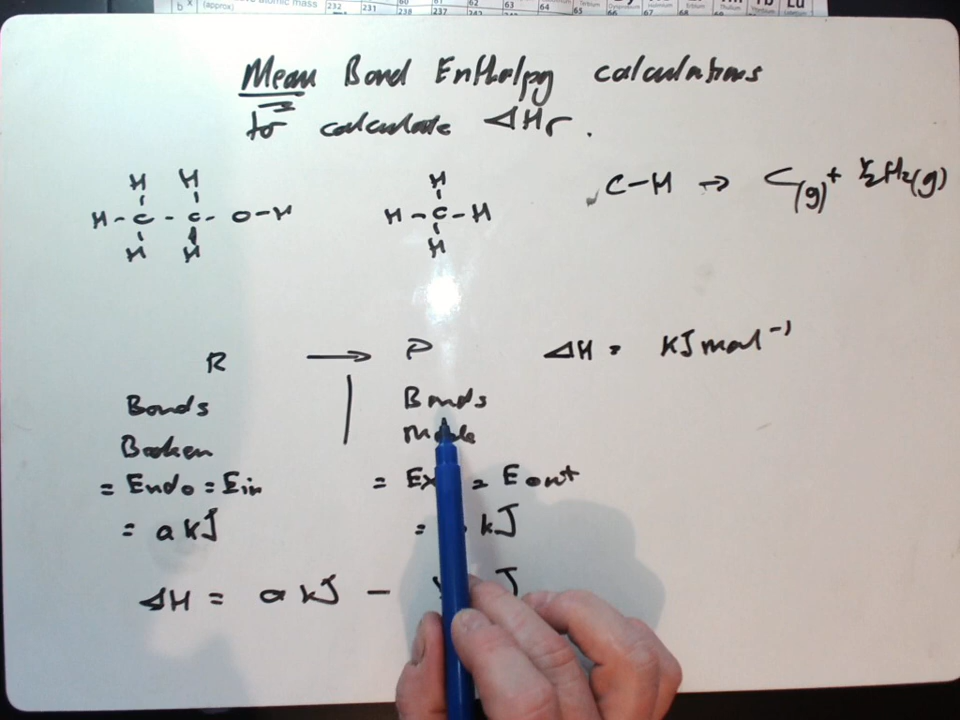 Mean Bond Enthalpy calculations
to calculate ΔHr.
H H
H-C-C-O-H
H H
H
H-C-H
H
C-H → C(g) + ½H2(g)
R → P ΔH = kJ mol⁻¹
Bonds Bonds
Broken Made
= Endo = Ein = Ex = Eout
= a kJ = kJ
ΔH = a kJ - J